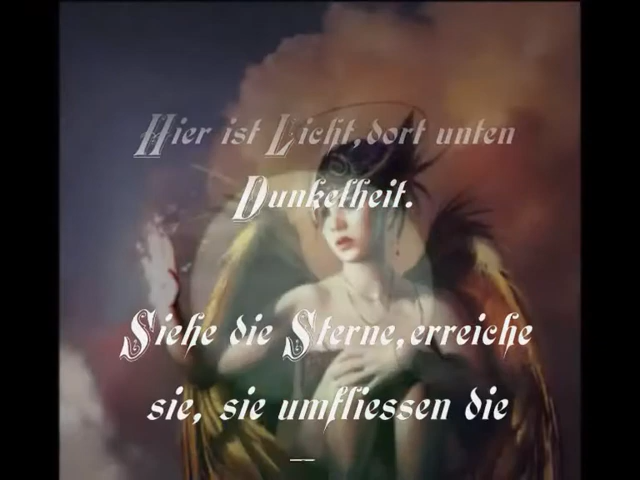 Hier ist Licht,dort unten
Dunkelheit.
Siehe die Sterne,erreiche
sie, sie umfliessen die